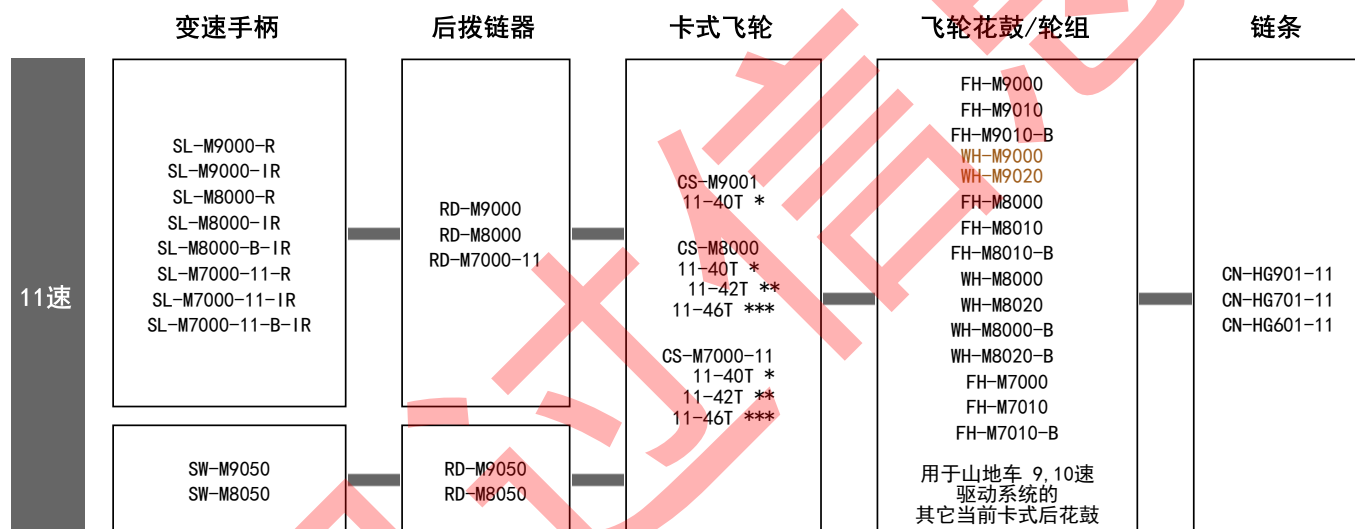 变速手柄
后拨链器
卡式飞轮
飞轮花鼓/轮组
链条
11速
SL-M9000-R
SL-M9000-IR
SL-M8000-R
SL-M8000-IR
SL-M8000-B-IR
SL-M7000-11-R
SL-M7000-11-IR
SL-M7000-11-B-IR
RD-M9000
RD-M8000
RD-M7000-11
CS-M9001
11-40T *
CS-M8000
11-40T *
11-42T **
11-46T ***
CS-M7000-11
11-40T *
11-42T **
11-46T ***
FH-M9000
FH-M9010
FH-M9010-B
WH-M9000
WH-M9020
FH-M8000
FH-M8010
FH-M8010-B
WH-M8000
WH-M8020
WH-M8000-B
WH-M8020-B
FH-M7000
FH-M7010
FH-M7010-B
用于山地车 9,10速
驱动系统的
其它当前卡式后花鼓
CN-HG901-11
CN-HG701-11
CN-HG601-11
SW-M9050
SW-M8050
RD-M9050
RD-M8050